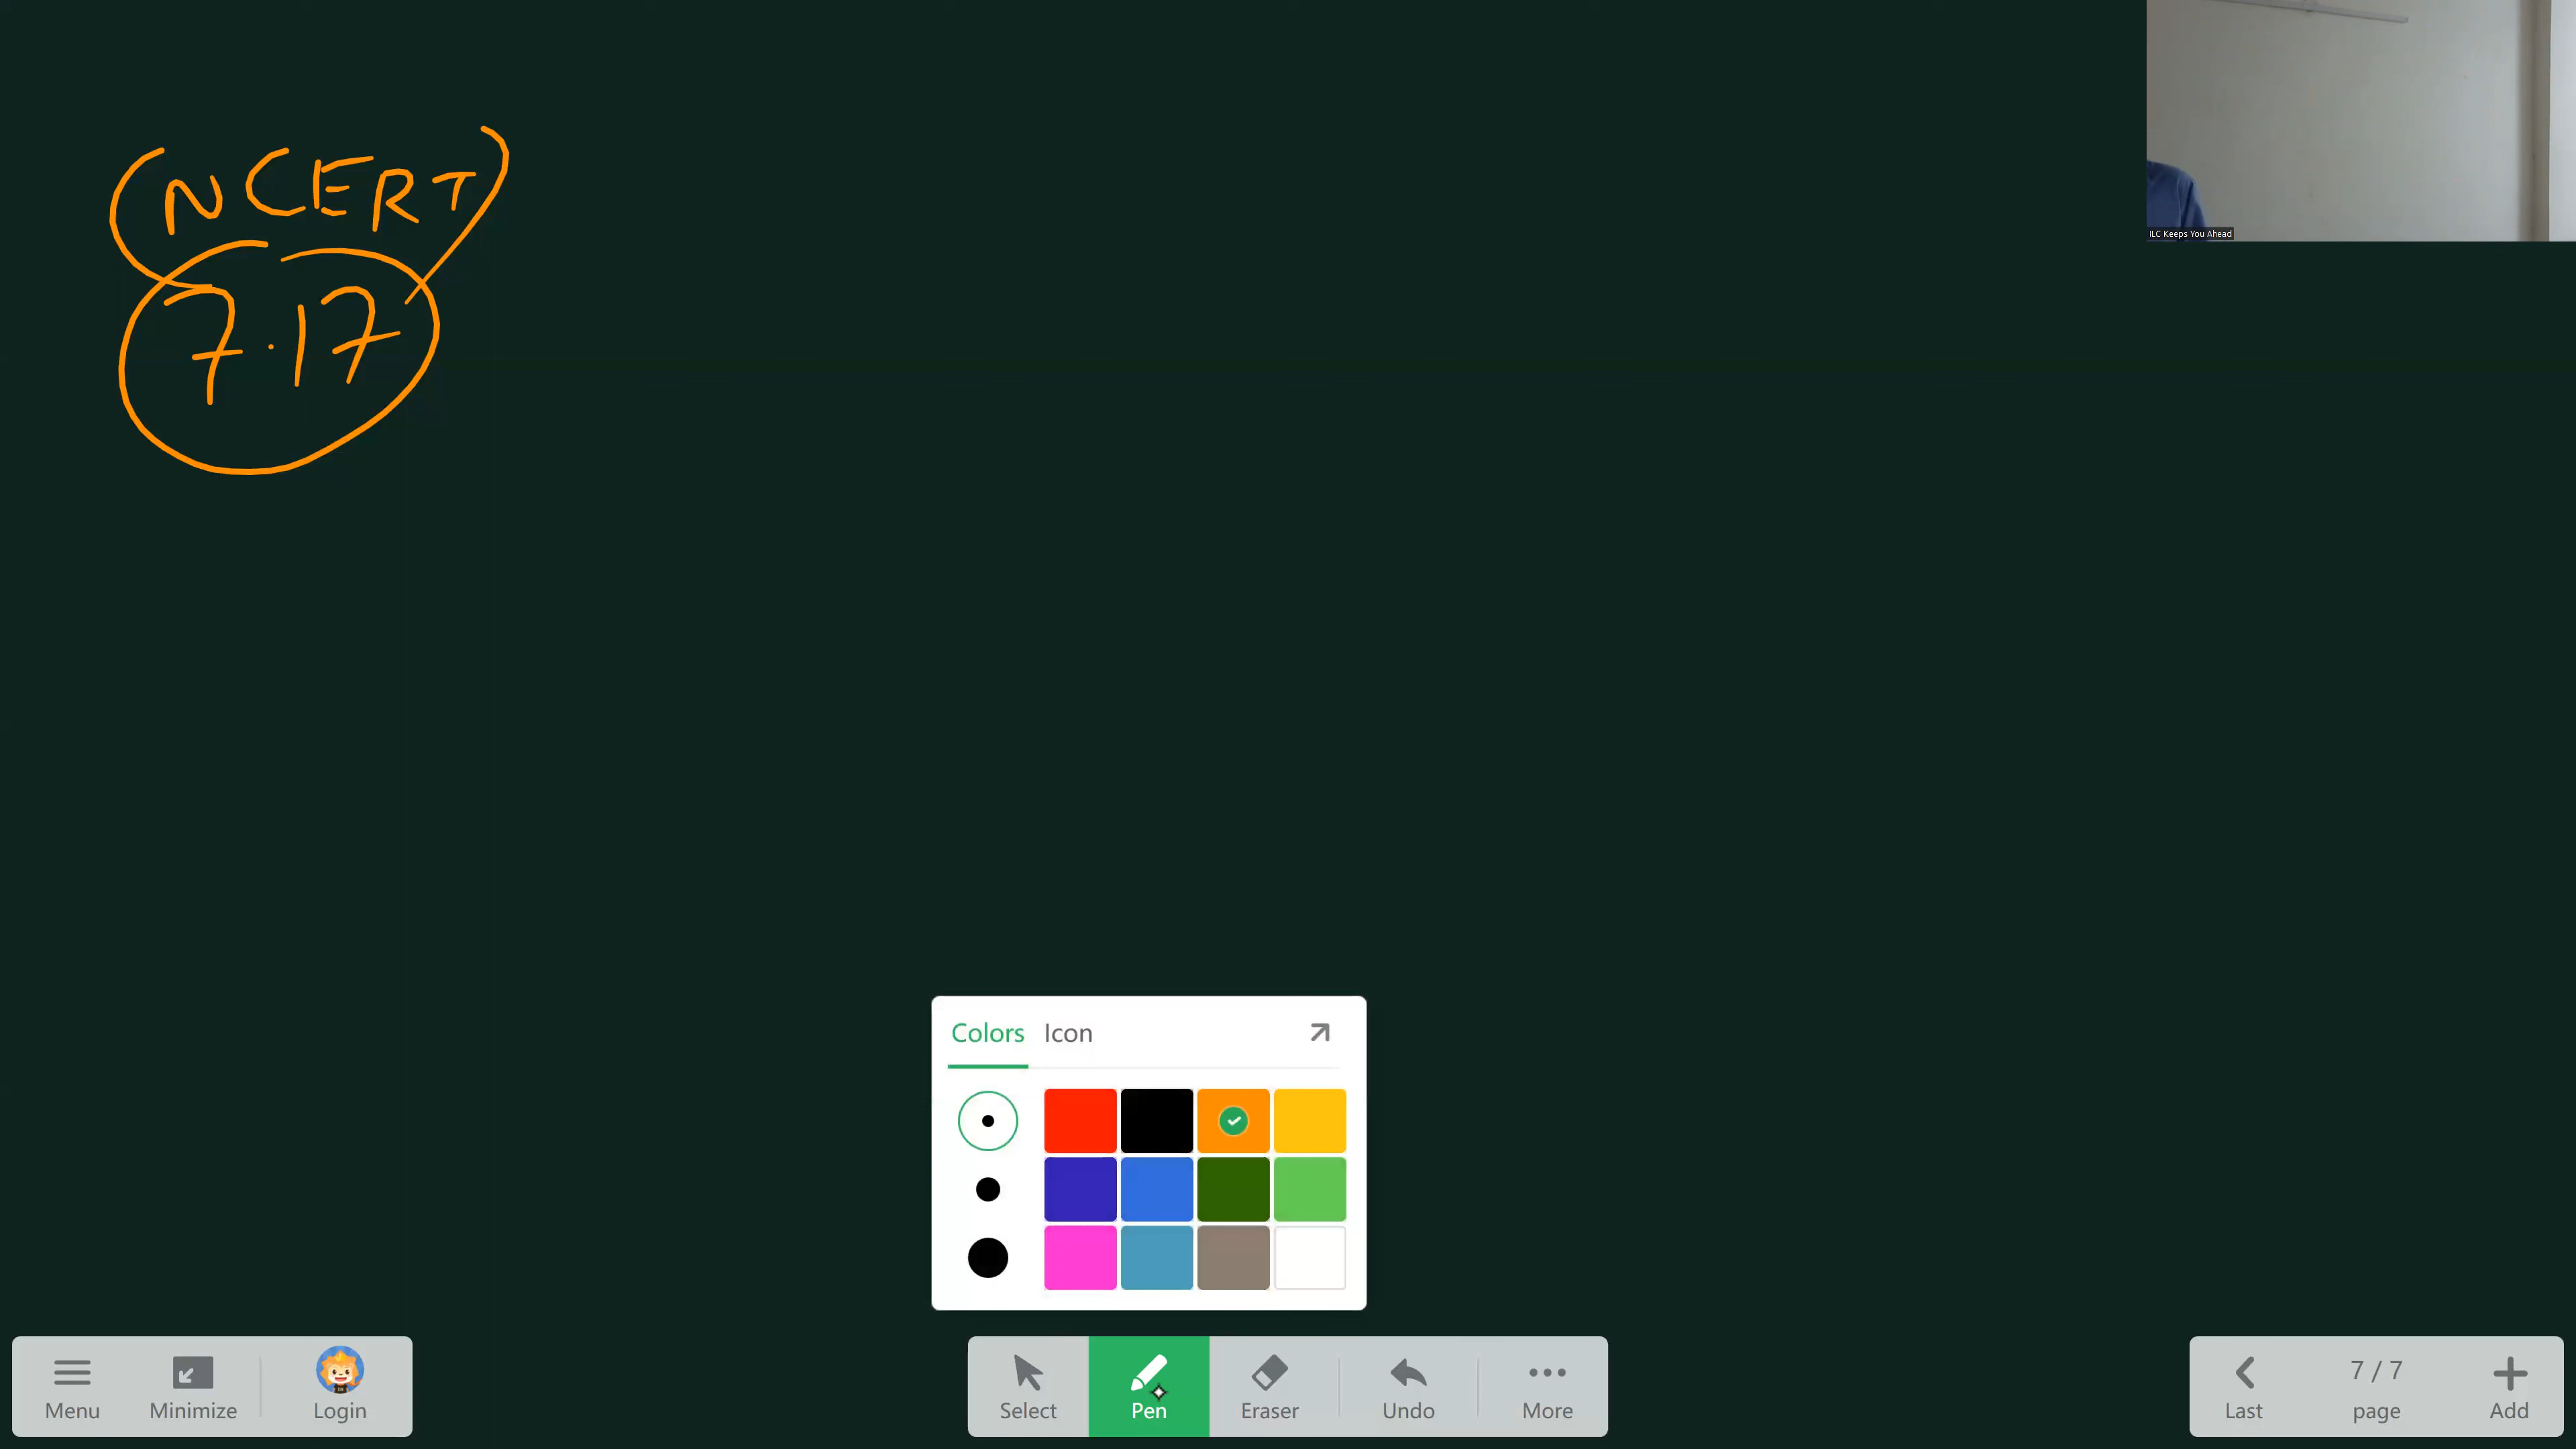 NCERT
7.17
ILC Keeps You Ahead
Colors Icon
Menu Minimize Login
Select Pen Eraser Undo More
7 / 7
Last page Add